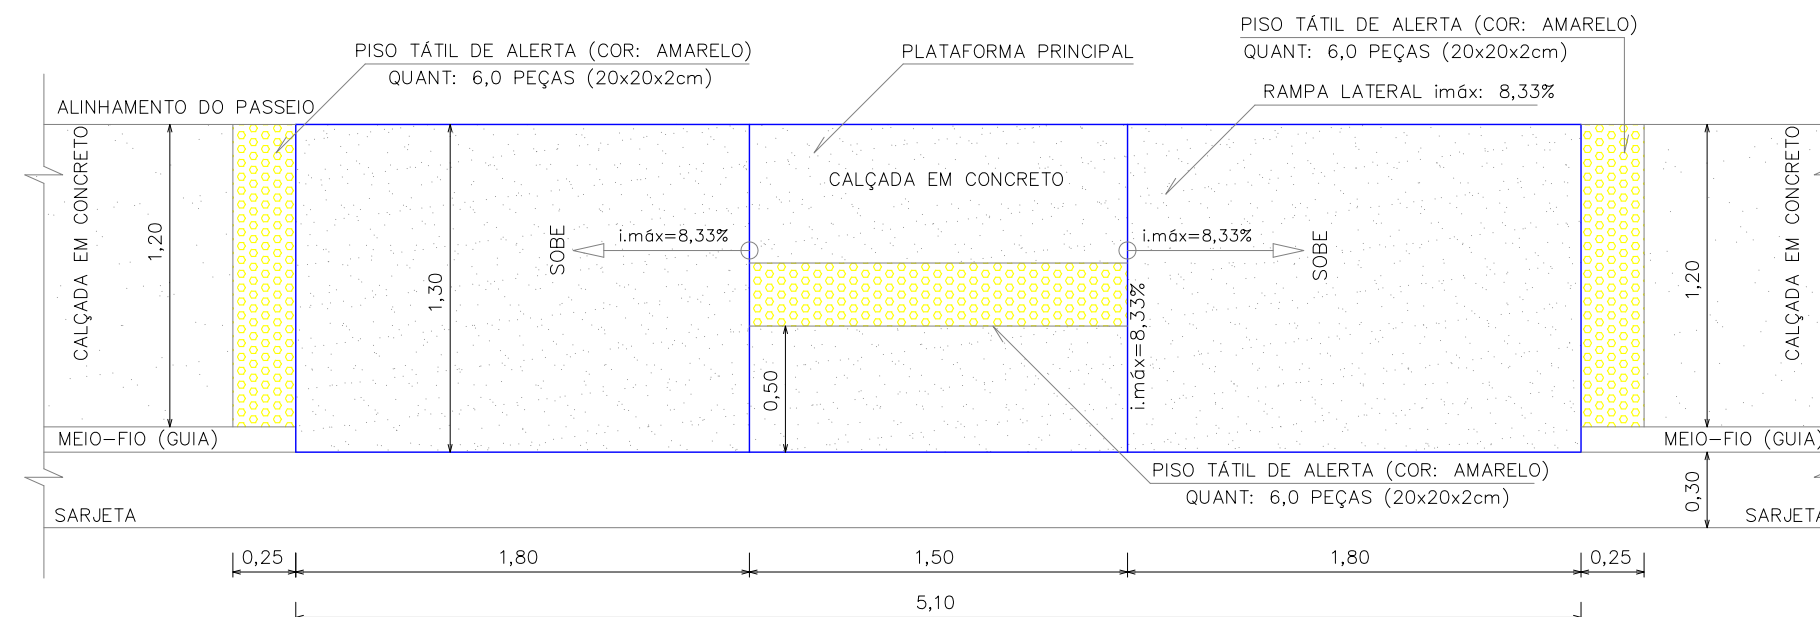 PISO TÁTIL DE ALERTA (COR: AMARELO)
QUANT: 6,0 PEÇAS (20x20x2cm)
PLATAFORMA PRINCIPAL
PISO TÁTIL DE ALERTA (COR: AMARELO)
QUANT: 6,0 PEÇAS (20x20x2cm)
RAMPA LATERAL imáx: 8,33%
ALINHAMENTO DO PASSEIO
CALÇADA EM CONCRETO
1,20
1,30
SOBE
i.máx=8,33%
CALÇADA EM CONCRETO
i.máx=8,33%
SOBE
i.máx=8,33%
0,50
1,20
CALÇADA EM CONCRETO
MEIO-FIO (GUIA)
MEIO-FIO (GUIA)
PISO TÁTIL DE ALERTA (COR: AMARELO)
QUANT: 6,0 PEÇAS (20x20x2cm)
0,30
SARJETA
SARJETA
0,25
1,80
1,50
1,80
0,25
5,10